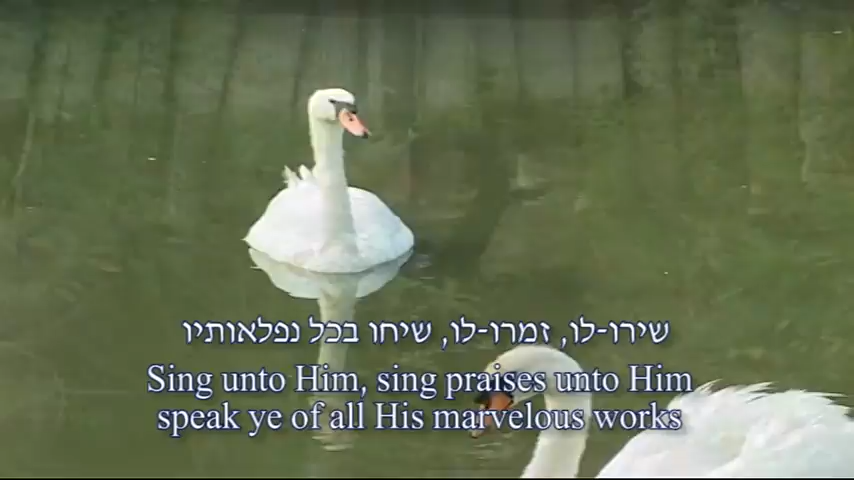 שירו-לו, זמרו-לו, שיחו בכל נפלאותיו
Sing unto Him, sing praises unto Him
speak ye of all His marvelous works